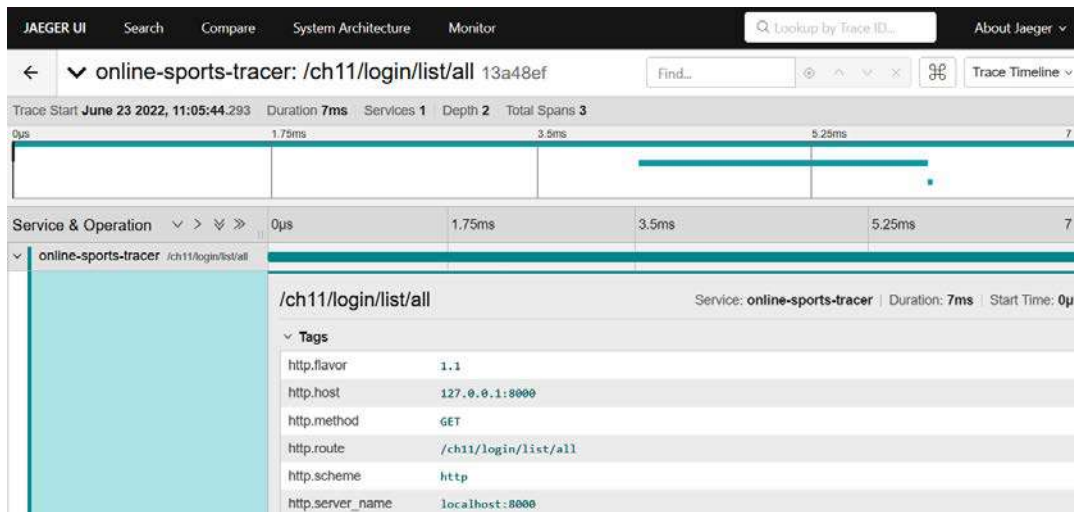 JAEGER UI Search Compare System Architecture Monitor Lookup by Trace ID... About Jaeger
online-sports-tracer: /ch11/login/list/all 13a48ef Find... Trace Timeline
Trace Start June 23 2022, 11:05:44.293 Duration 7ms Services 1 Depth 2 Total Spans 3
0μs 1.75ms 3.5ms 5.25ms 7
Service & Operation 0μs 1.75ms 3.5ms 5.25ms 7
online-sports-tracer /ch11/login/list/all
/ch11/login/list/all Service: online-sports-tracer | Duration: 7ms | Start Time: 0μ
Tags
http.flavor 1.1
http.host 127.0.0.1:8000
http.method GET
http.route /ch11/login/list/all
http.scheme http
http.server_name localhost:8000